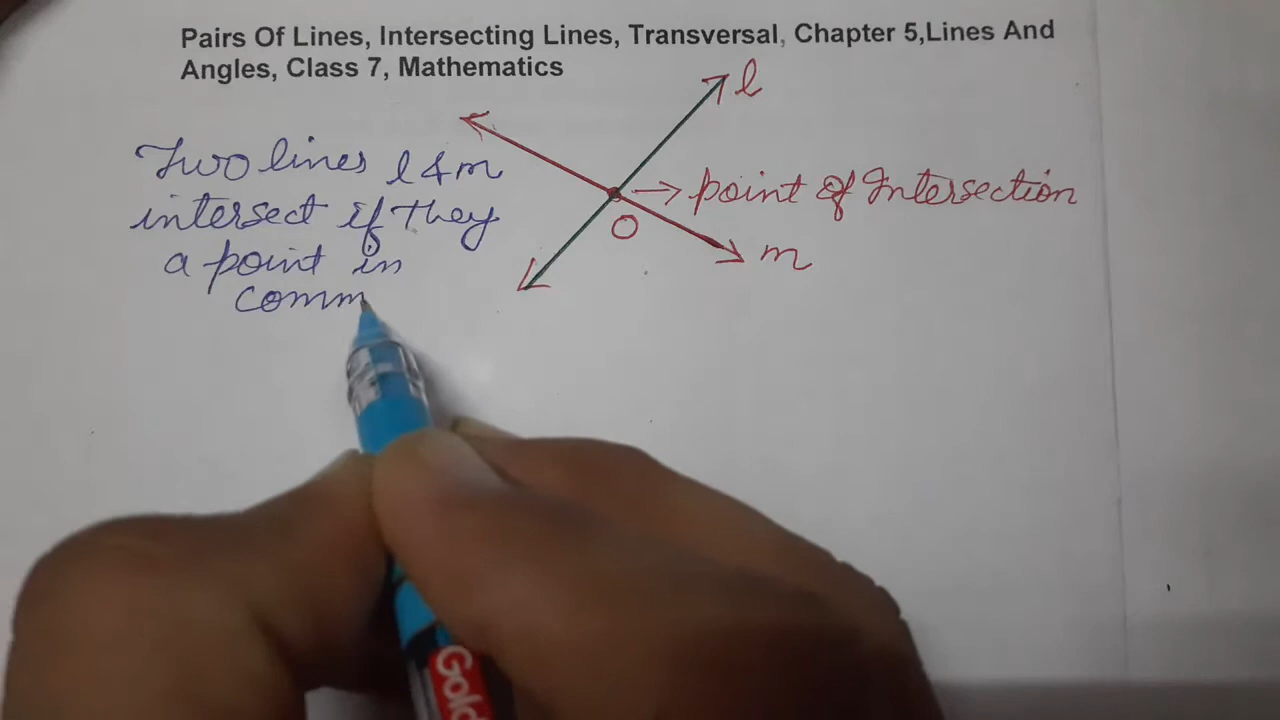 Pairs Of Lines, Intersecting Lines, Transversal, Chapter 5,Lines And
Angles, Class 7, Mathematics
l
Two lines l & m
intersect if they
a point in
comm
→ point of Intersection
O
m
Gold